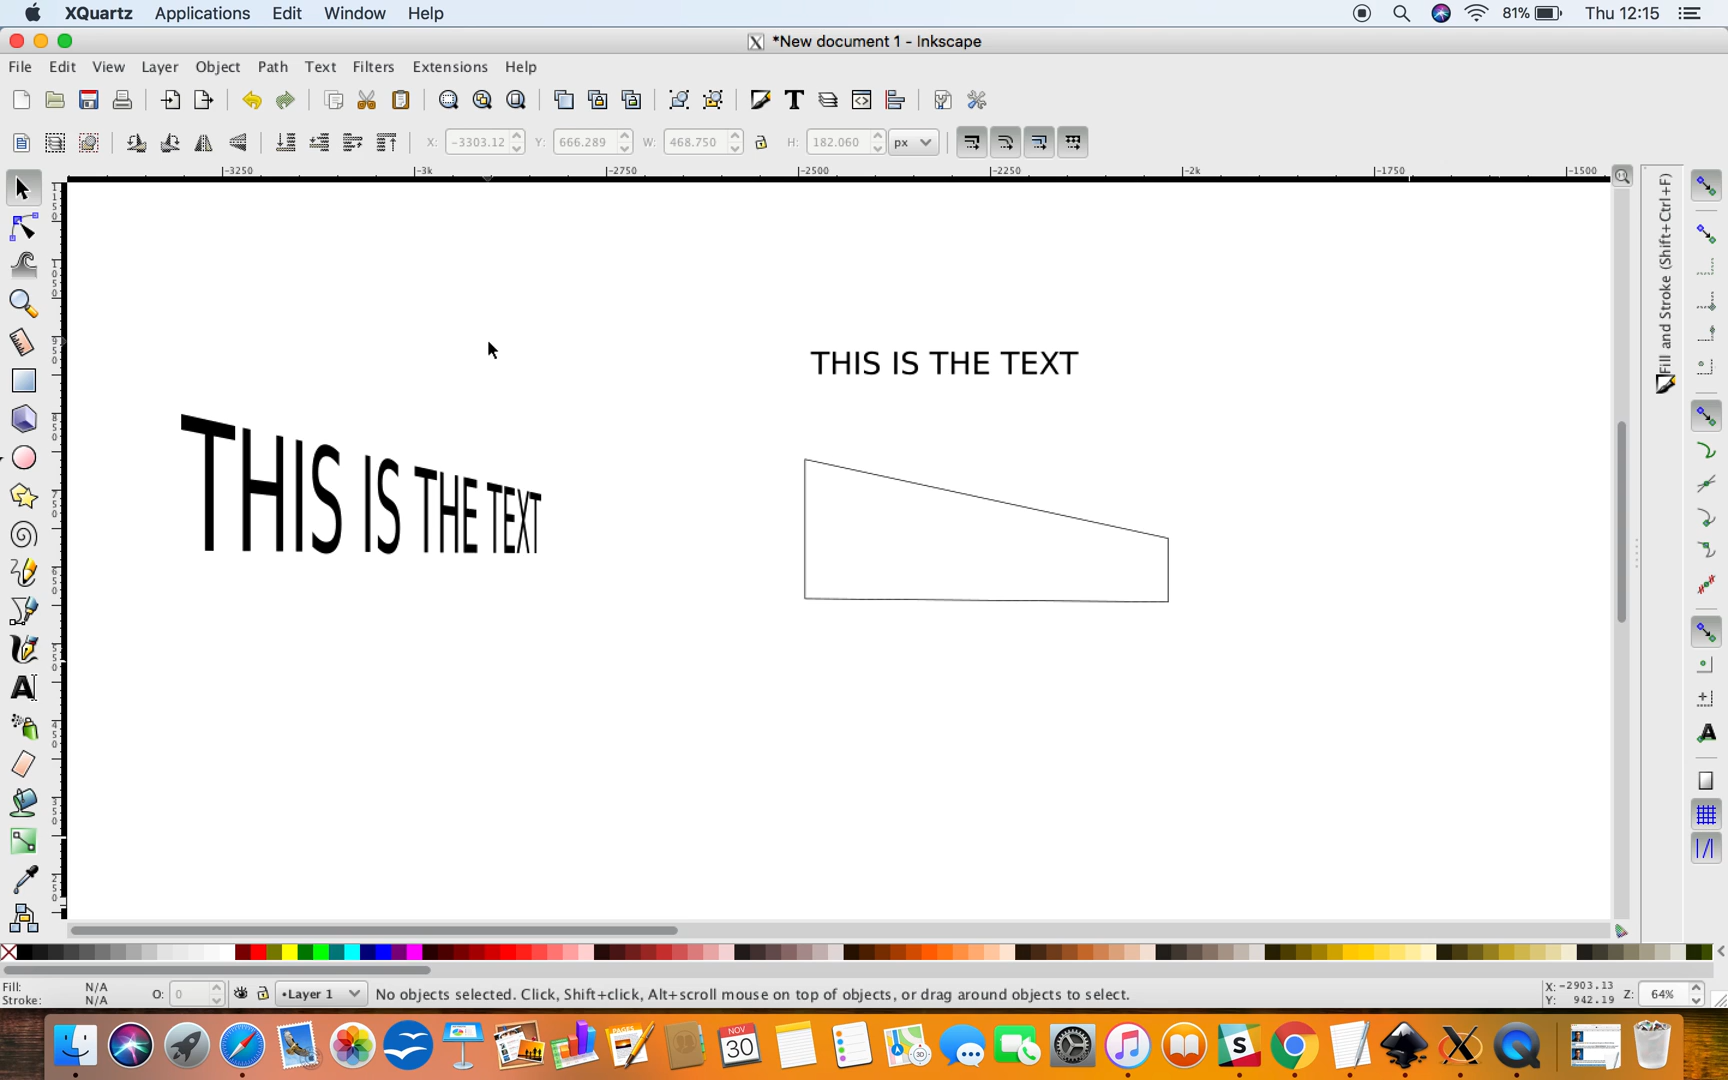 XQuartz Applications Edit Window Help 81% Thu 12:15
*New document 1 - Inkscape
File Edit View Layer Object Path Text Filters Extensions Help
X: -3303.12 Y: 666.289 W: 468.750 H: 182.060 px
-3250 -3k -2750 -2500 -2250 -2k -1750 -1500
Fill and Stroke (Shift+Ctrl+F)
THIS IS THE TEXT
THIS IS THE TEXT
Fill: N/A
Stroke: N/A
O: 0 •Layer 1 No objects selected. Click, Shift+click, Alt+scroll mouse on top of objects, or drag around objects to select.
X: -2903.13
Y: 942.19
Z: 64%
NOV
30